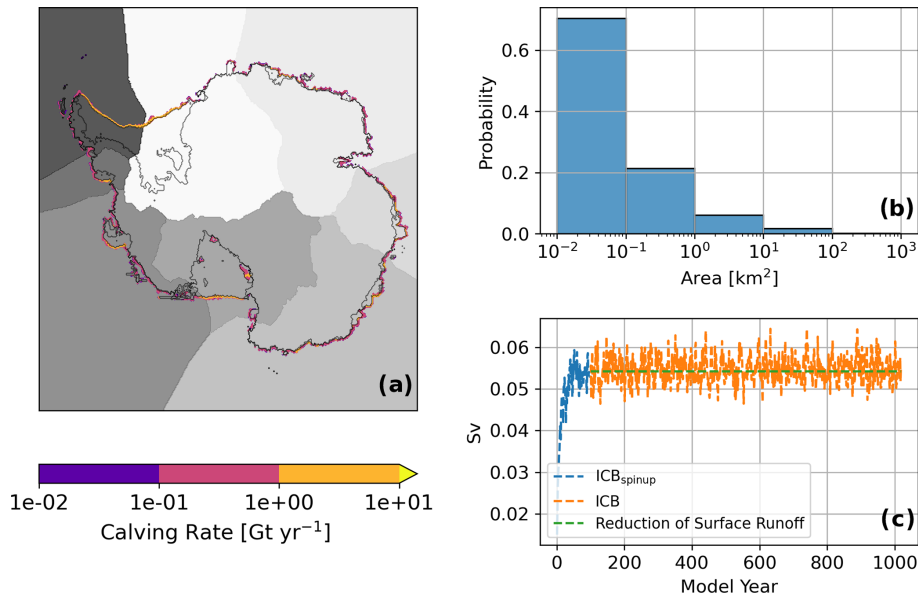 (a)
1e-02 1e-01 1e+00 1e+01
Calving Rate [Gt yr⁻¹]
Probability
0.6
0.4
0.2
0.0
10⁻² 10⁻¹ 10⁰ 10¹ 10² 10³
Area [km²]
(b)
Sv
0.06
0.05
0.04
0.03
0.02
ICB_spinup
ICB
Reduction of Surface Runoff
(c)
0 200 400 600 800 1000
Model Year